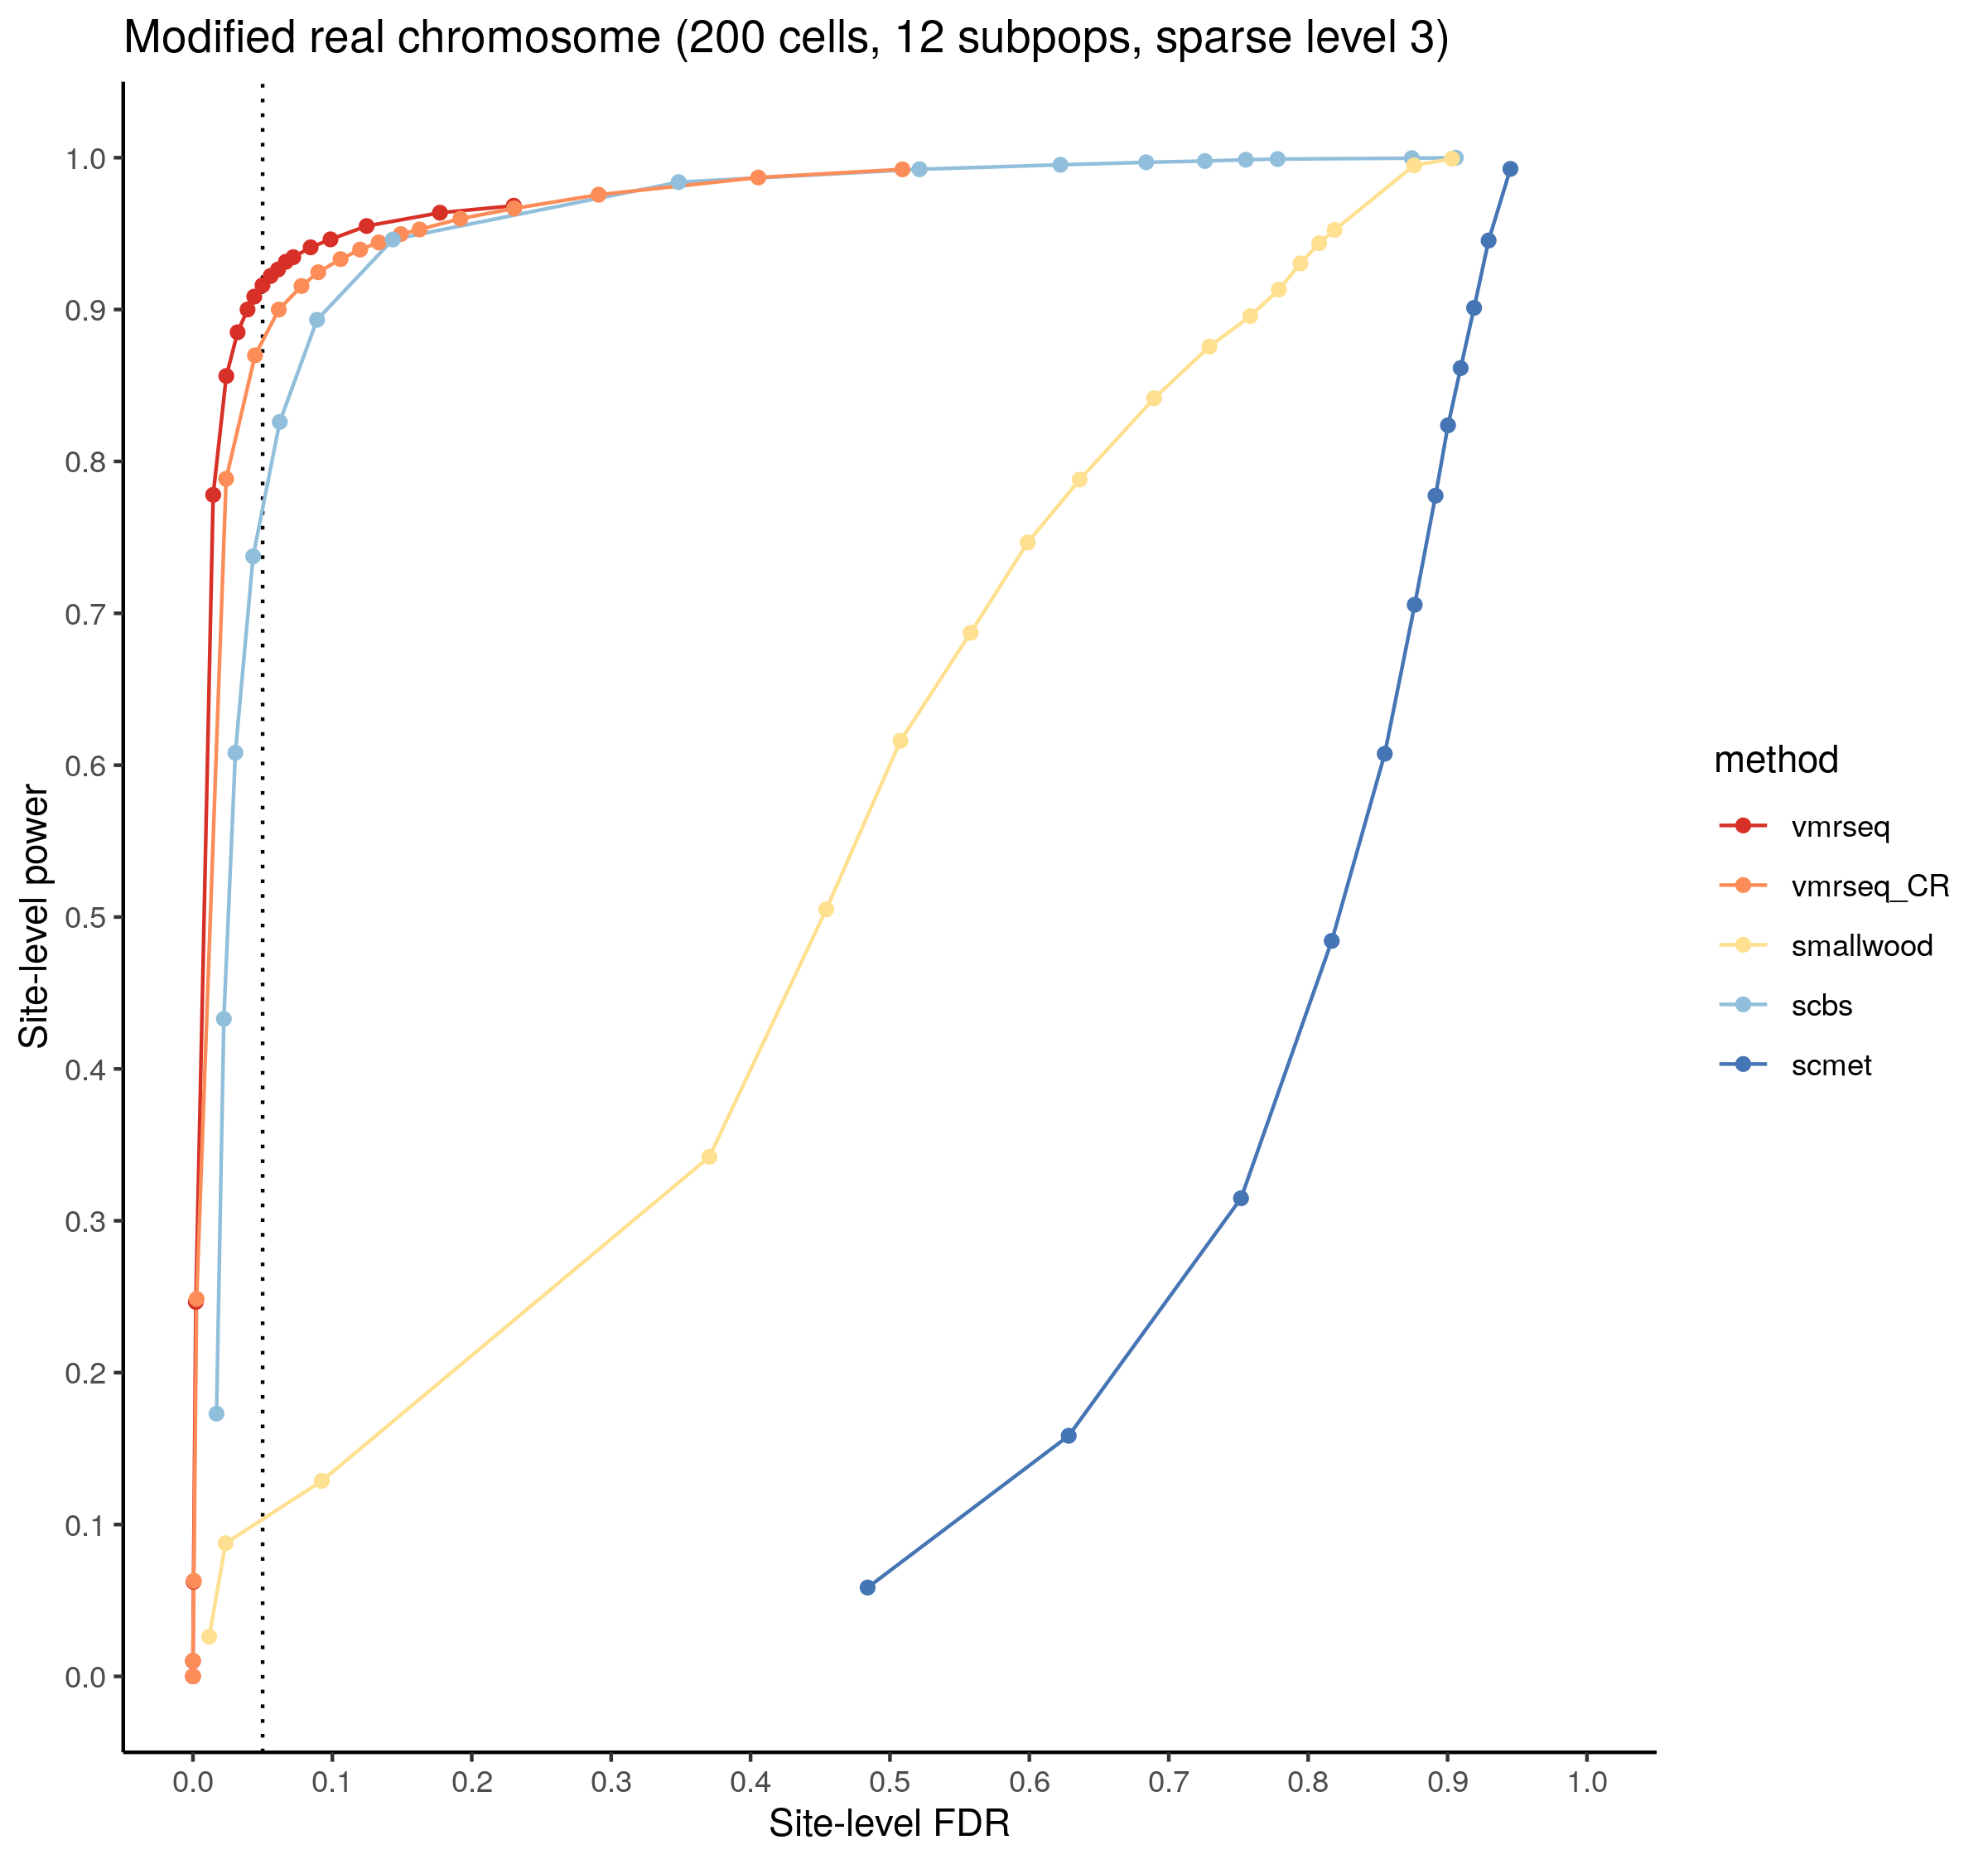 Modified real chromosome (200 cells, 12 subpops, sparse level 3)
Site-level power
1.0
0.9
0.8
0.7
0.6
0.5
0.4
0.3
0.2
0.1
0.0
0.0 0.1 0.2 0.3 0.4 0.5 0.6 0.7 0.8 0.9 1.0
Site-level FDR
method
vmrseq
vmrseq_CR
smallwood
scbs
scmet